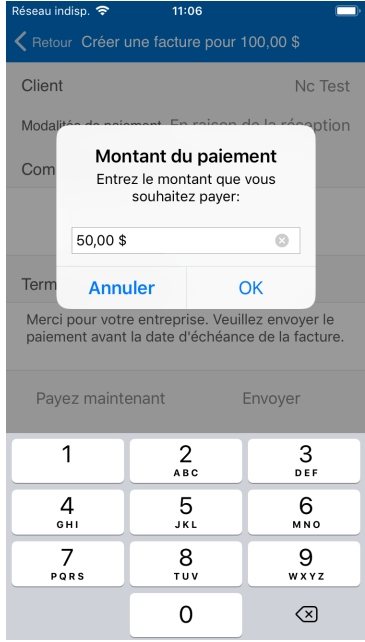 Réseau indisp. 11:06
Retour Créer une facture pour 100,00 $
Client Nc Test
Modalités de paiement En raison de la réception
Com
Montant du paiement
Entrez le montant que vous
souhaitez payer:
50,00 $
Annuler OK
Term
Merci pour votre entreprise. Veuillez envoyer le
paiement avant la date d'échéance de la facture.
Payez maintenant Envoyer
1 2 3
ABC DEF
4 5 6
GHI JKL MNO
7 8 9
PQRS TUV WXYZ
0